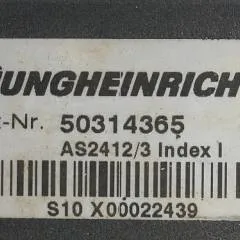 JUNGHEINRICH
t-Nr. 50314365
AS2412/3 Index I
S10 X00022439